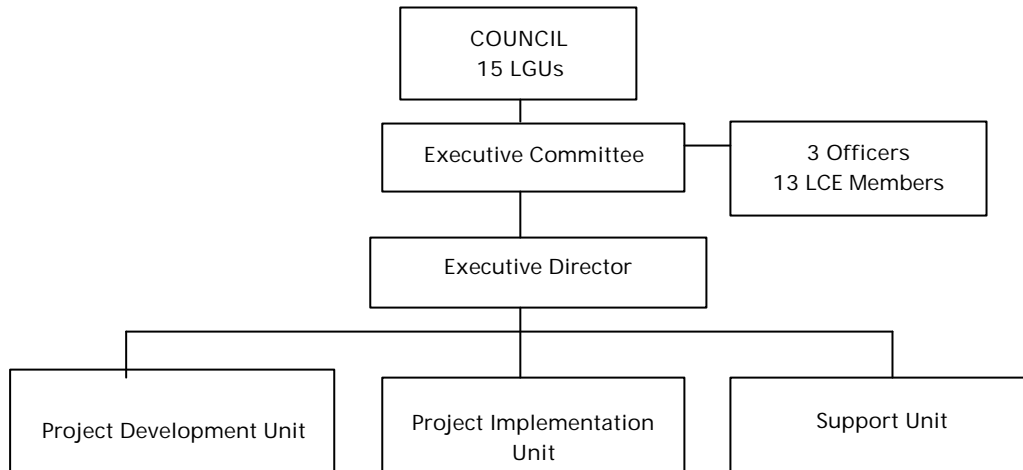 COUNCIL
15 LGUs
Executive Committee
3 Officers
13 LCE Members
Executive Director
Project Development Unit
Project Implementation
Unit
Support Unit